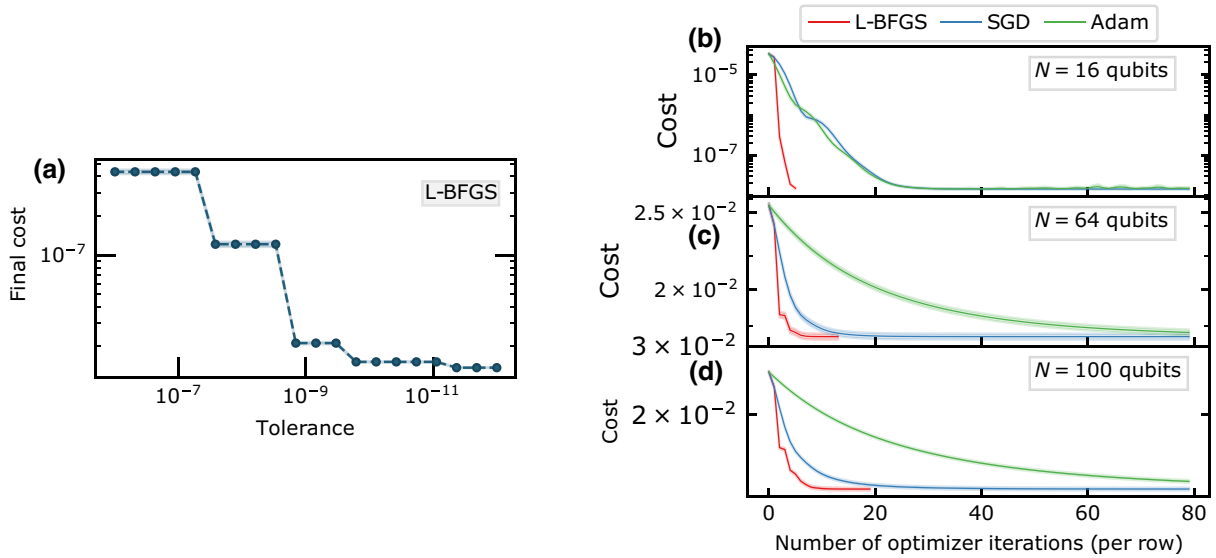 L-BFGS SGD Adam
(a)
Final cost
10⁻⁷
L-BFGS
10⁻⁷ 10⁻⁹ 10⁻¹¹
Tolerance
(b)
Cost
10⁻⁵
10⁻⁷
N = 16 qubits
(c)
Cost
2.5 × 10⁻²
2 × 10⁻²
N = 64 qubits
3 × 10⁻²
(d)
Cost
2 × 10⁻²
N = 100 qubits
0 20 40 60 80
Number of optimizer iterations (per row)